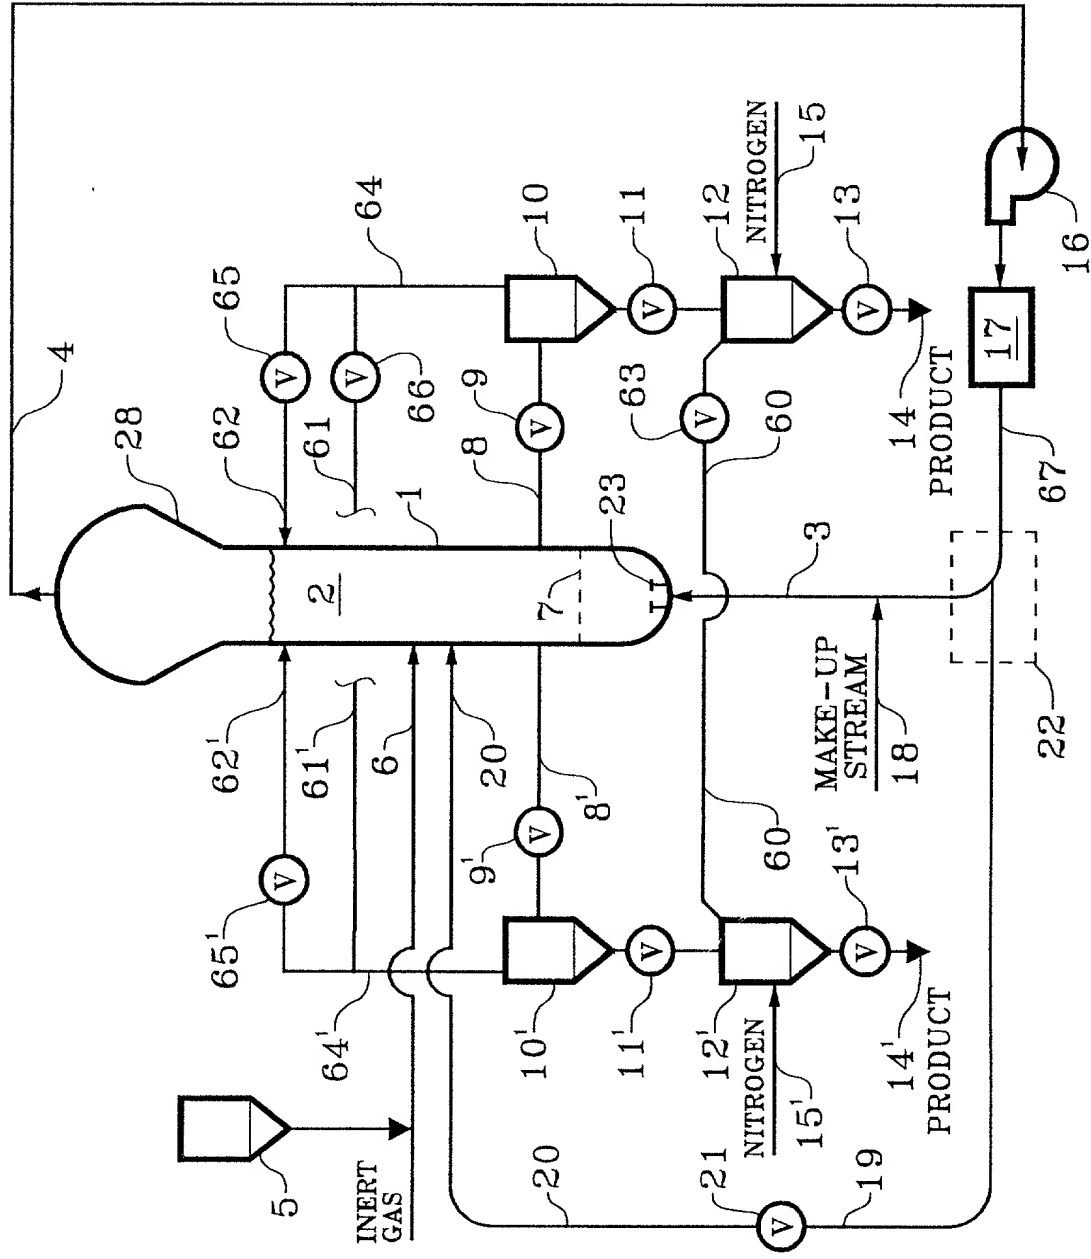 4
28
62
65
64
61
66
1
2
8
9
10
11
7
23
63
12
NITROGEN
15
60
13
14
PRODUCT
3
16
17
67
22
MAKE-UP
STREAM
18
62'
65'
61'
6
20
8'
9'
64'
10'
11'
60
12'
NITROGEN
15'
13'
14'
PRODUCT
5
INERT
GAS
20
21
19
V
V
V
V
V
V
V
V
V
V
V
V